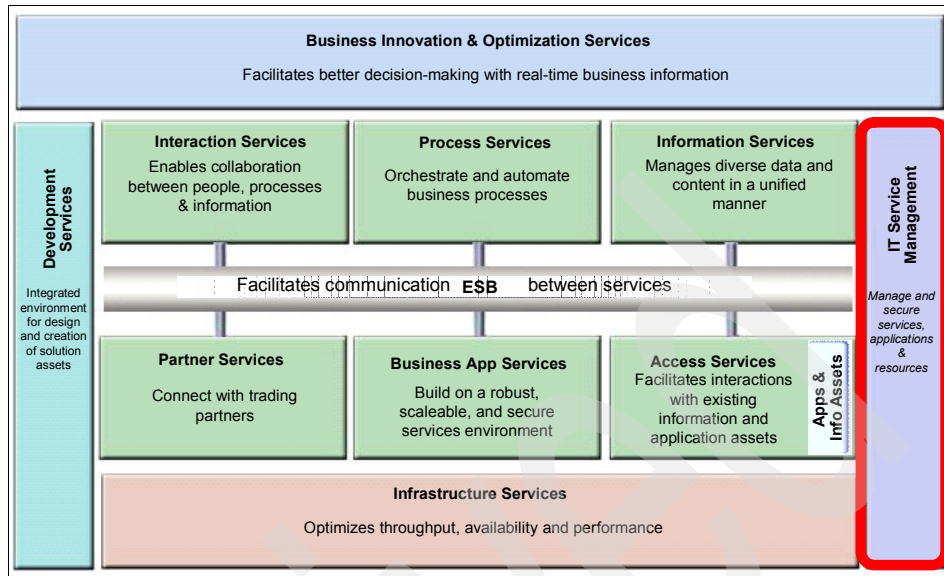 Business Innovation & Optimization Services
Facilitates better decision-making with real-time business information
Development
Services
Integrated
environment
for design
and creation
of solution
assets
Interaction Services
Enables collaboration
between people, processes
& information
Process Services
Orchestrate and automate
business processes
Information Services
Manages diverse data and
content in a unified
manner
Facilitates communication ESB between services
Partner Services
Connect with trading
partners
Business App Services
Build on a robust,
scaleable, and secure
services environment
Access Services
Facilitates interactions
with existing
information and
application assets
Apps &
Info Assets
Infrastructure Services
Optimizes throughput, availability and performance
IT Service
Management
Manage and
secure
services,
applications
&
resources